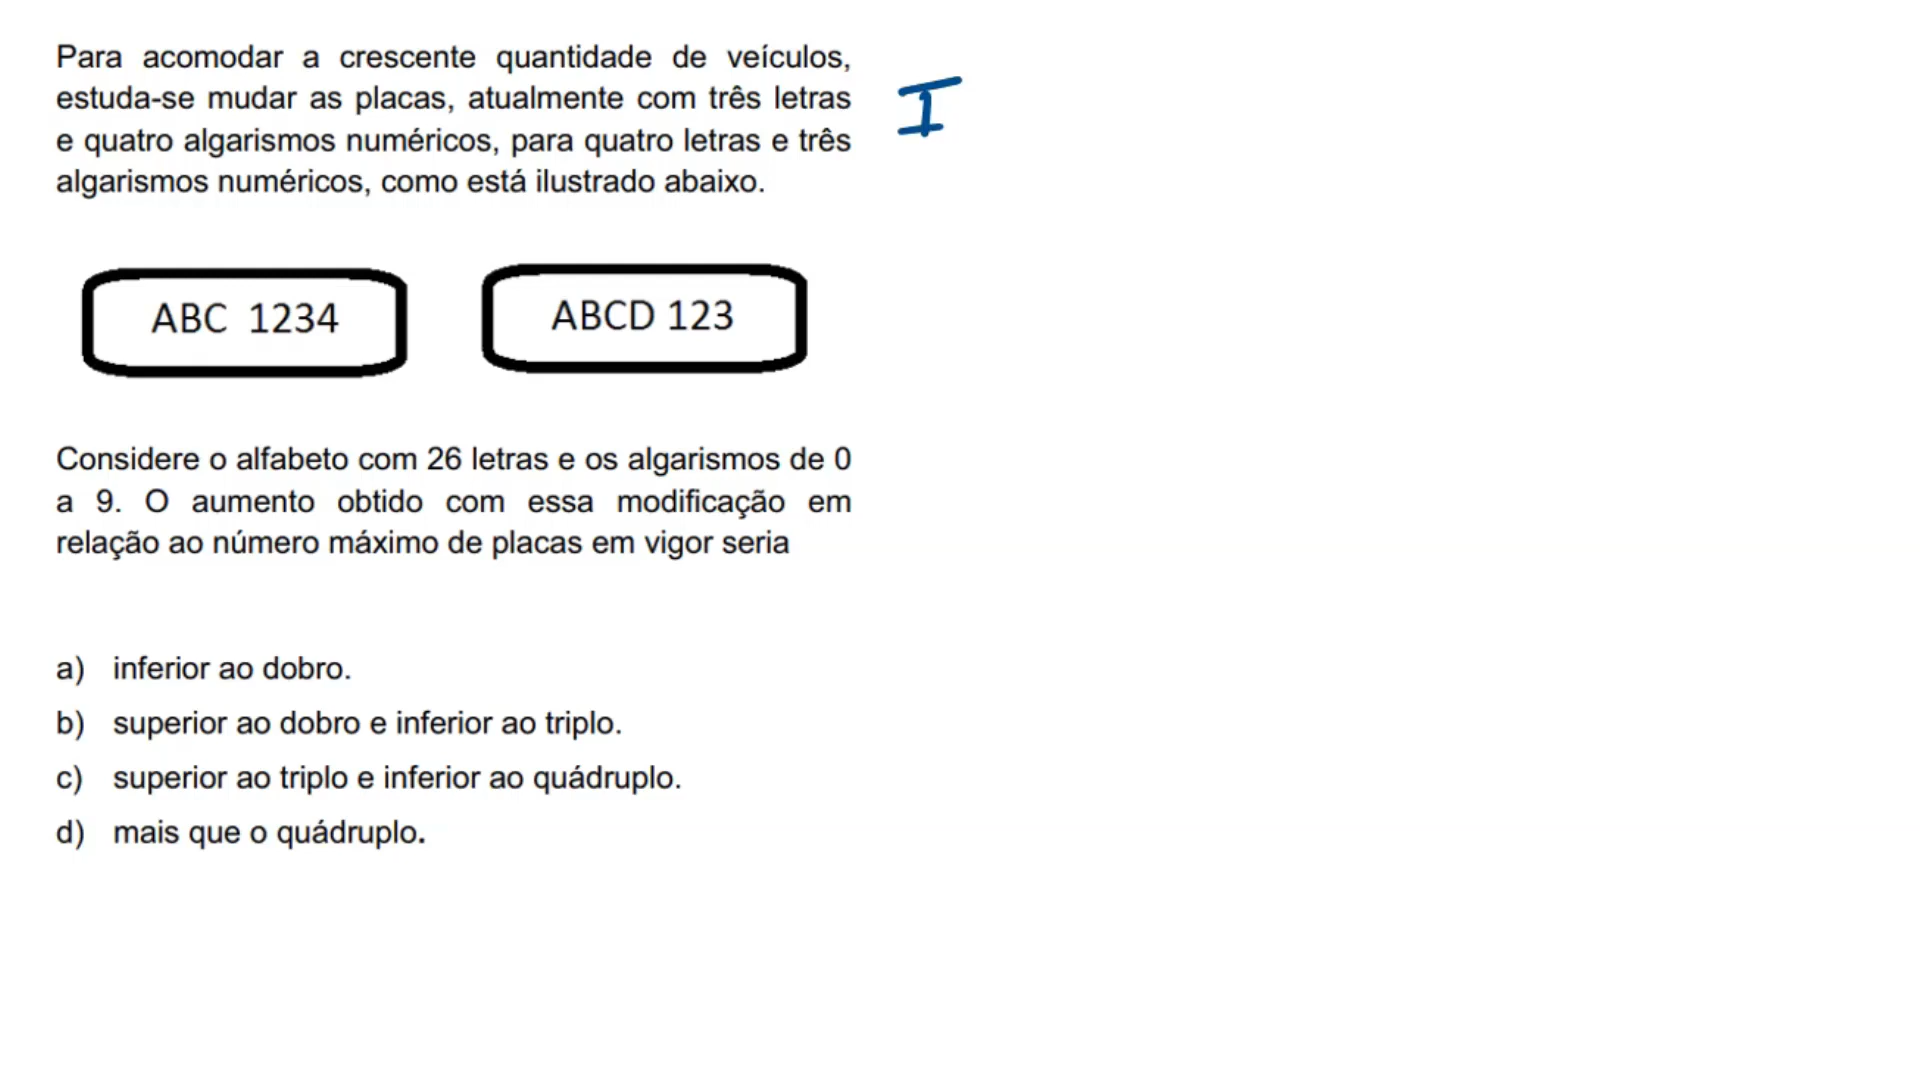 Para acomodar a crescente quantidade de veículos,
estuda-se mudar as placas, atualmente com três letras
e quatro algarismos numéricos, para quatro letras e três
algarismos numéricos, como está ilustrado abaixo.
I
ABC 1234
ABCD 123
Considere o alfabeto com 26 letras e os algarismos de 0
a 9. O aumento obtido com essa modificação em
relação ao número máximo de placas em vigor seria
a) inferior ao dobro.
b) superior ao dobro e inferior ao triplo.
c) superior ao triplo e inferior ao quádruplo.
d) mais que o quádruplo.